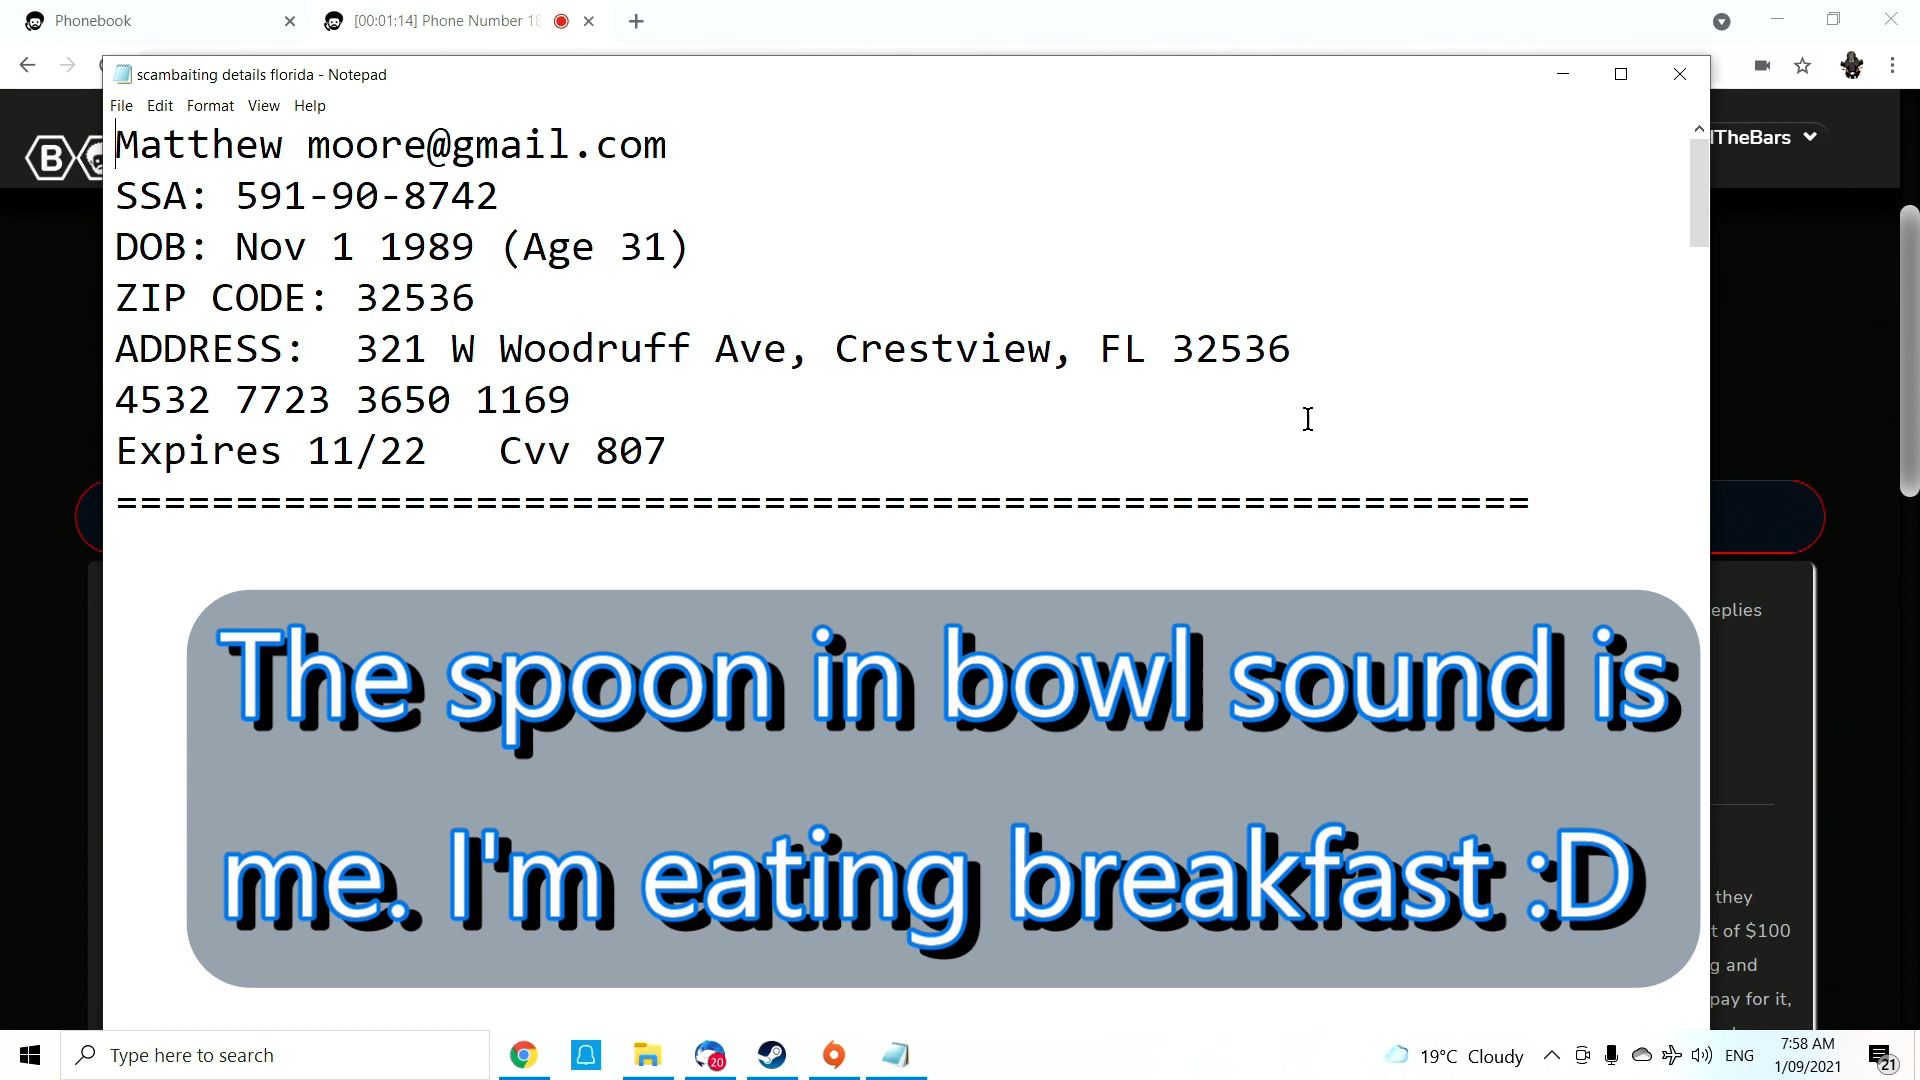 Phonebook
[00:01:14] Phone Number 18
scambaiting details florida - Notepad
File Edit Format View Help
lTheBars
B
Matthew moore@gmail.com
SSA: 591-90-8742
DOB: Nov 1 1989 (Age 31)
ZIP CODE: 32536
ADDRESS: 321 W Woodruff Ave, Crestview, FL 32536
4532 7723 3650 1169
Expires 11/22 Cvv 807
===========================================================
eplies
The spoon in bowl sound is
me. I'm eating breakfast :D
they
t of $100
g and
pay for it,
Type here to search
20
19°C Cloudy
ENG
7:58 AM
1/09/2021
21